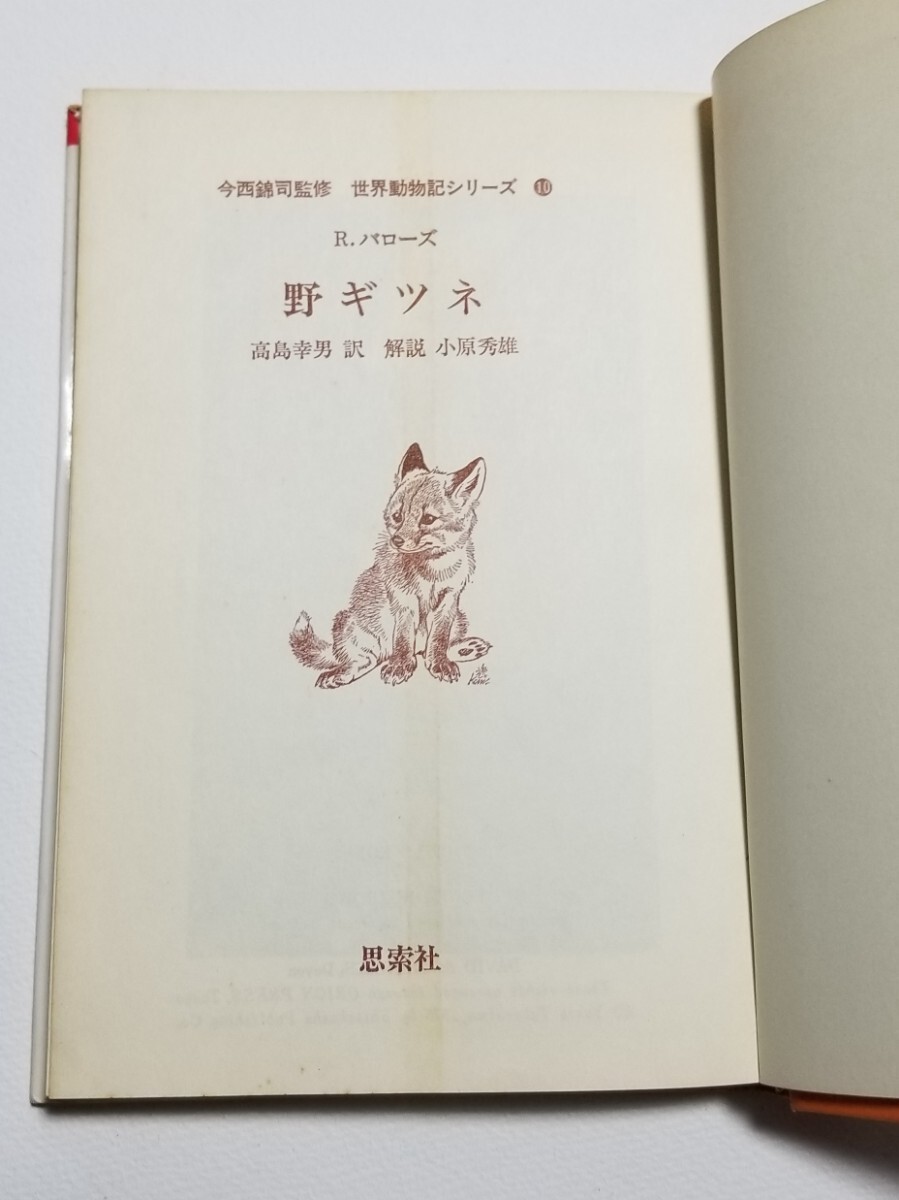 今西錦司監修 世界動物記シリーズ ❿
R.バローズ
野ギツネ
高島幸男 訳 解説 小原秀雄
思索社